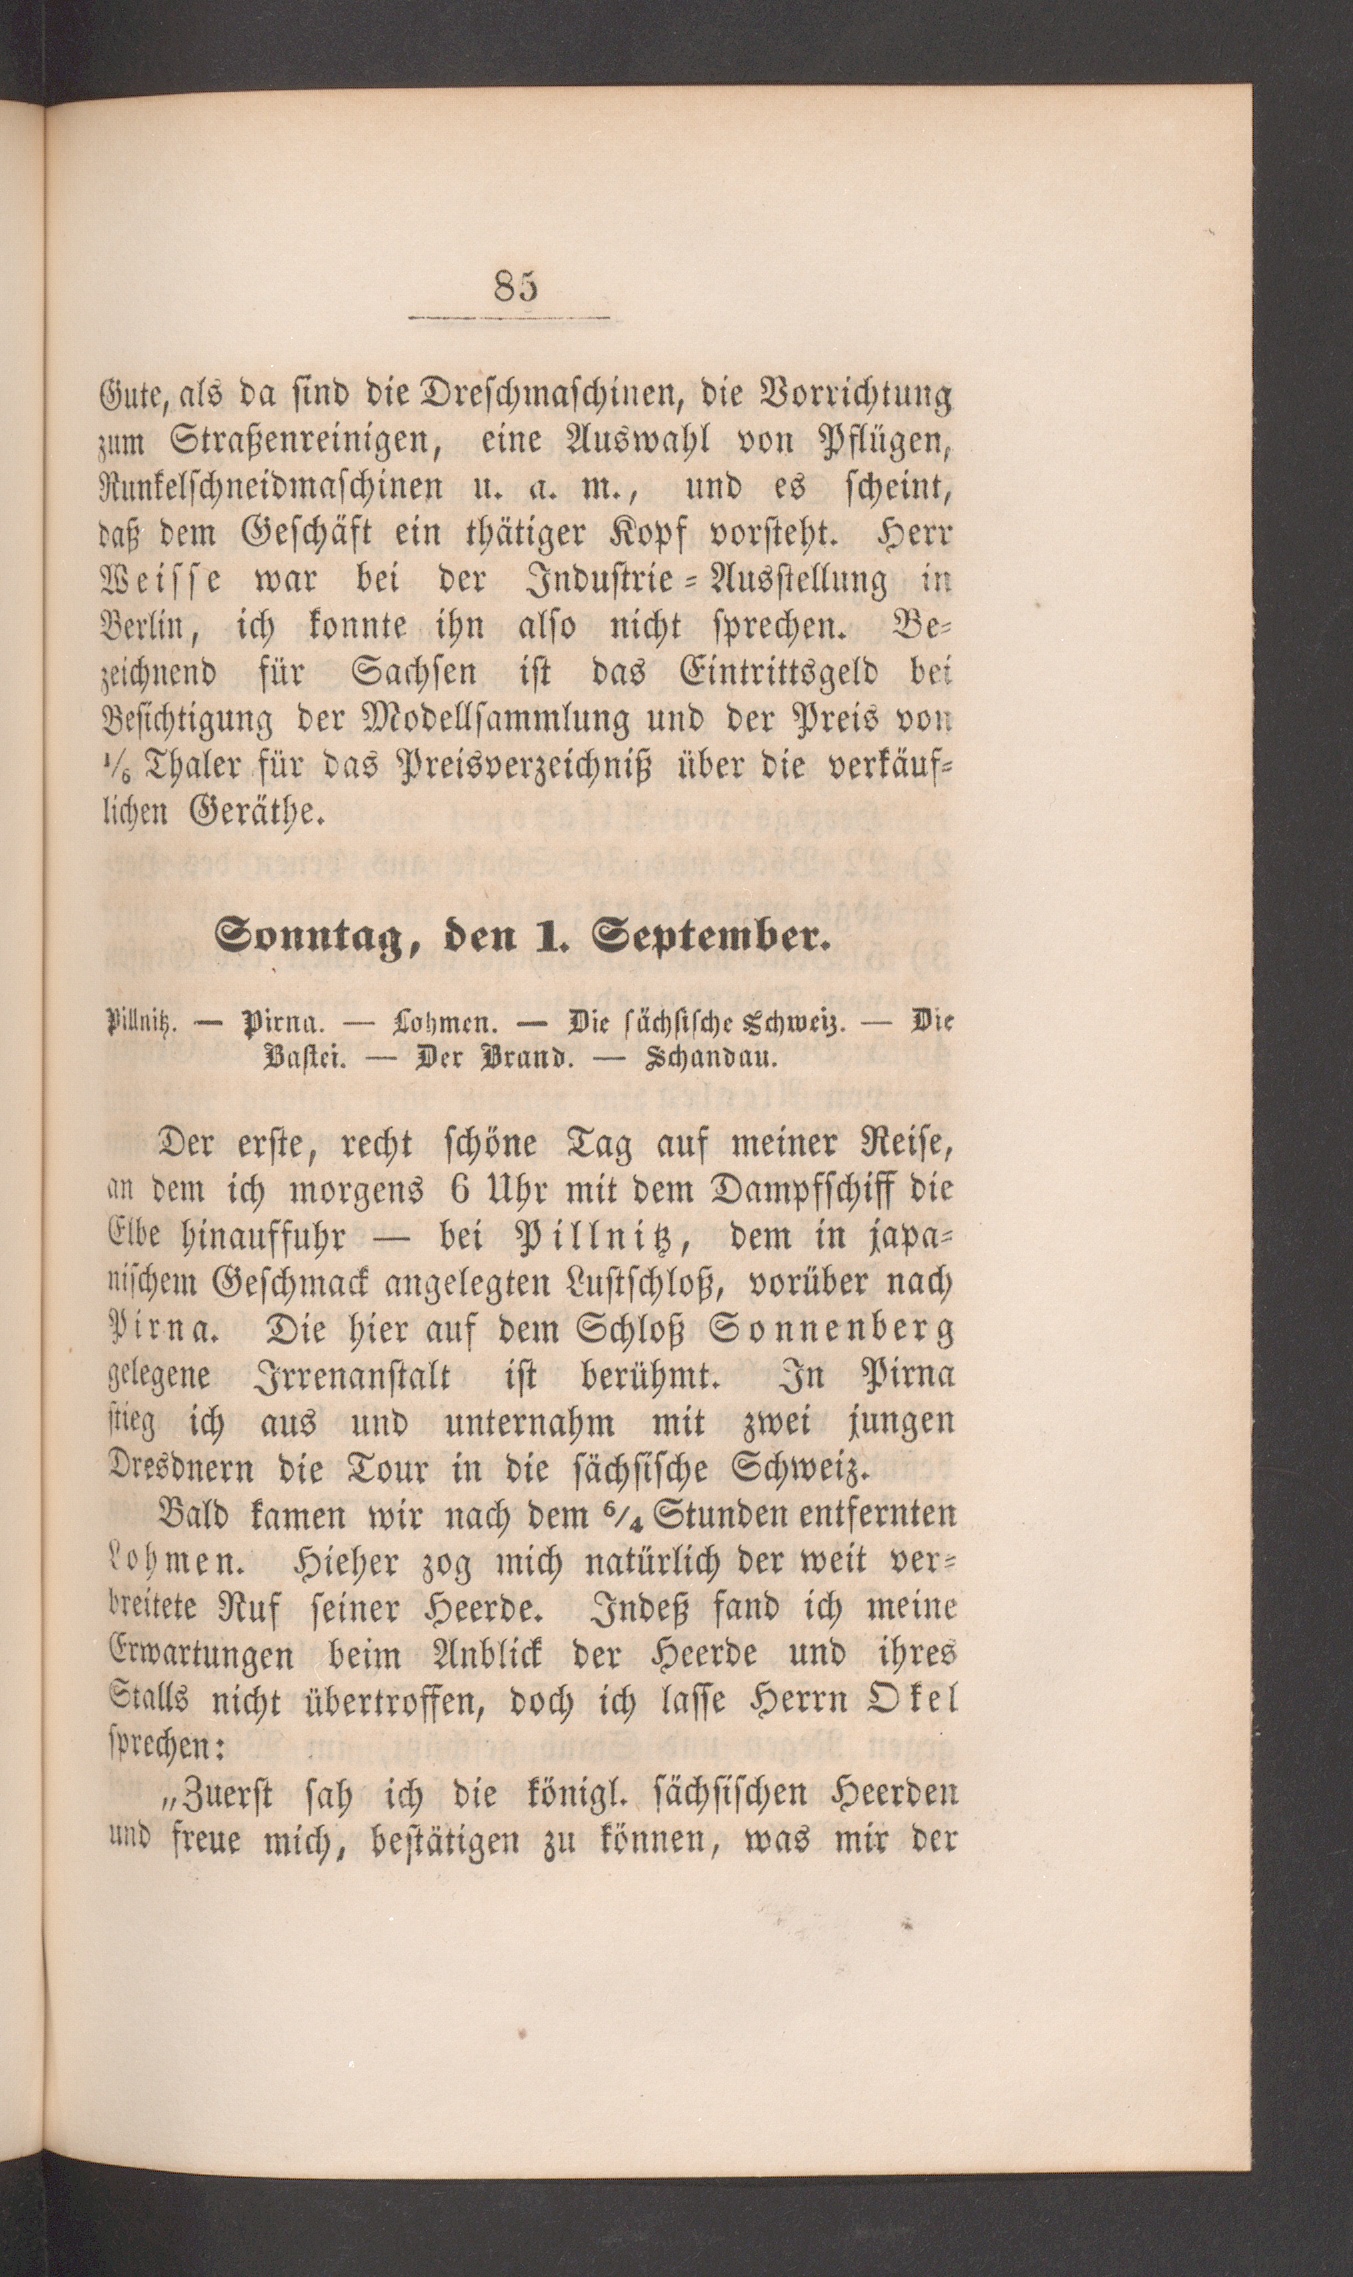 85
Gute, als da sind die Dreschmaschinen, die Vorrichtung
zum Straßenreinigen, eine Auswahl von Pflügen,
Runkelschneidmaschinen u. a. m., und es scheint,
daß dem Geschäft ein thätiger Kopf vorsteht. Herr
Weisse war bei der Industrie-Ausstellung in
Berlin, ich konnte ihn also nicht sprechen. Be-
zeichnend für Sachsen ist das Eintrittsgeld bei
Besichtigung der Modellsammlung und der Preis von
1/6 Thaler für das Preisverzeichniß über die verkäuf-
lichen Geräthe.
Sonntag, den 1. September.
Pillnitz. — Pirna. — Lohmen. — Die sächsische Schweiz. — Die
Bastei. — Der Brand. — Schandau.
Der erste, recht schöne Tag auf meiner Reise,
an dem ich morgens 6 Uhr mit dem Dampfschiff die
Elbe hinauffuhr — bei Pillnitz, dem in japa-
nischem Geschmack angelegten Lustschloß, vorüber nach
Pirna. Die hier auf dem Schloß Sonnenberg
gelegene Irrenanstalt ist berühmt. In Pirna
stieg ich aus und unternahm mit zwei jungen
Dresdnern die Tour in die sächsische Schweiz.
Bald kamen wir nach dem 6/4 Stunden entfernten
Lohmen. Hieher zog mich natürlich der weit ver-
breitete Ruf seiner Heerde. Indeß fand ich meine
Erwartungen beim Anblick der Heerde und ihres
Stalls nicht übertroffen, doch ich lasse Herrn Okel
sprechen:
„Zuerst sah ich die königl. sächsischen Heerden
und freue mich, bestätigen zu können, was mir der